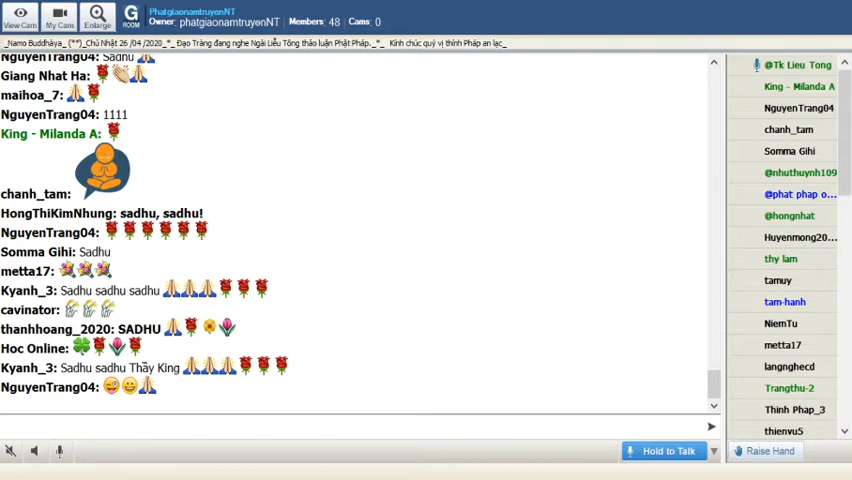 View Cam
My Cam
Enlarge
G
ROOM
PhatgiaonamtruyenNT
Owner: phatgiaonamtruyenNT Members: 48 Cams: 0
_Namo Buddhàya_ (**)_Chủ Nhật 26 /04 /2020_*_ Đạo Tràng đang nghe Ngài Liễu Tông thảo luận Phật Pháp._*_ Kính chúc quý vị thính Pháp an lạc_
NguyenTrang04: Sadhu
Giang Nhat Ha:
maihoa_7:
NguyenTrang04: 1111
King - Milanda A:
chanh_tam:
HongThiKimNhung: sadhu, sadhu!
NguyenTrang04:
Somma Gihi: Sadhu
metta17:
Kyanh_3: Sadhu sadhu sadhu
cavinator:
thanhhoang_2020: SADHU
Hoc Online:
Kyanh_3: Sadhu sadhu Thầy King
NguyenTrang04:
@Tk Lieu Tong
King - Milanda A
NguyenTrang04
chanh_tam
Somma Gihi
@nhuthuynh109
@phat phap o...
@hongnhat
Huyenmong20...
thy lam
tamuy
tam-hanh
NiemTu
metta17
langnghecd
Trangthu-2
Thinh Phap_3
thienvu5
Hold to Talk
Raise Hand